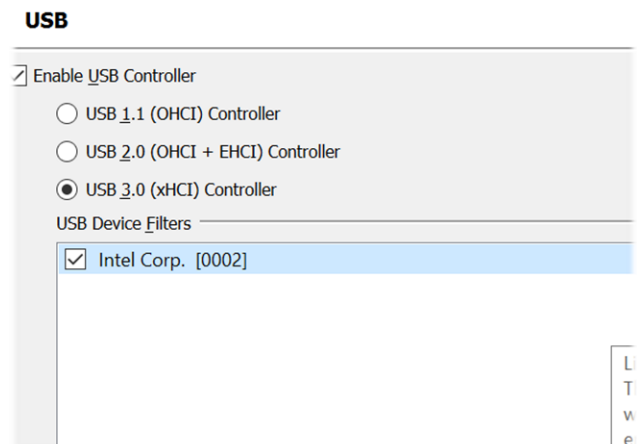 USB
Enable USB Controller
USB 1.1 (OHCI) Controller
USB 2.0 (OHCI + EHCI) Controller
USB 3.0 (xHCI) Controller
USB Device Filters
Intel Corp. [0002]